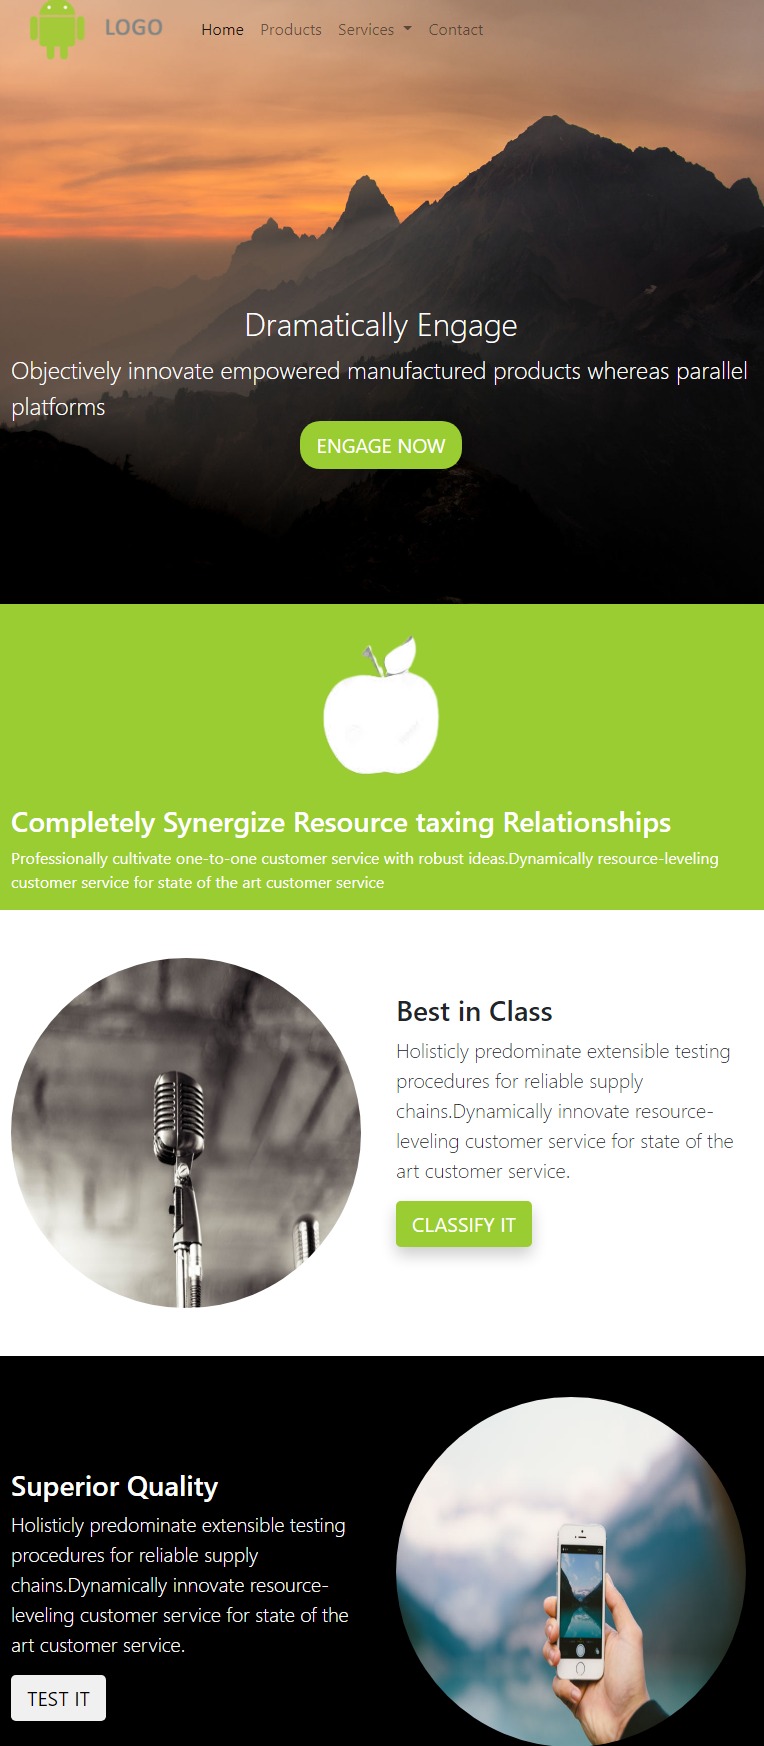 LOGO
Home Products Services Contact
Dramatically Engage
Objectively innovate empowered manufactured products whereas parallel
platforms
ENGAGE NOW
Completely Synergize Resource taxing Relationships
Professionally cultivate one-to-one customer service with robust ideas.Dynamically resource-leveling
customer service for state of the art customer service
Best in Class
Holisticly predominate extensible testing
procedures for reliable supply
chains.Dynamically innovate resource-
leveling customer service for state of the
art customer service.
CLASSIFY IT
Superior Quality
Holisticly predominate extensible testing
procedures for reliable supply
chains.Dynamically innovate resource-
leveling customer service for state of the
art customer service.
TEST IT